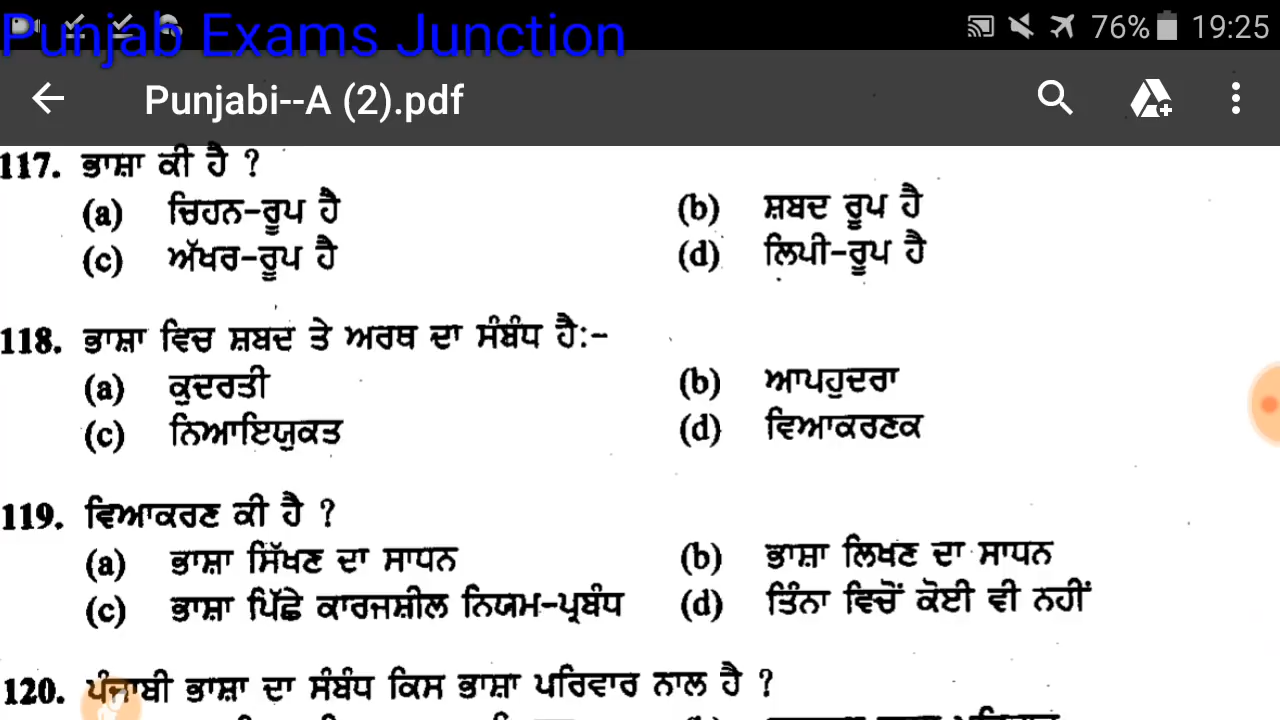 Punjab Exams Junction
76% 19:25
Punjabi--A (2).pdf
117. ਭਾਸ਼ਾ ਕੀ ਹੈ ?
(a) ਚਿਹਨ-ਰੂਪ ਹੈ (b) ਸ਼ਬਦ ਰੂਪ ਹੈ
(c) ਅੱਖਰ-ਰੂਪ ਹੈ (d) ਲਿਪੀ-ਰੂਪ ਹੈ
118. ਭਾਸ਼ਾ ਵਿਚ ਸ਼ਬਦ ਤੇ ਅਰਥ ਦਾ ਸੰਬੰਧ ਹੈ:-
(a) ਕੁਦਰਤੀ (b) ਆਪਹੁਦਰਾ
(c) ਨਿਆਇਯੁਕਤ (d) ਵਿਆਕਰਣਕ
119. ਵਿਆਕਰਣ ਕੀ ਹੈ ?
(a) ਭਾਸ਼ਾ ਸਿੱਖਣ ਦਾ ਸਾਧਨ (b) ਭਾਸ਼ਾ ਲਿਖਣ ਦਾ ਸਾਧਨ
(c) ਭਾਸ਼ਾ ਪਿੱਛੇ ਕਾਰਜਸ਼ੀਲ ਨਿਯਮ-ਪ੍ਰਬੰਧ (d) ਤਿੰਨਾ ਵਿਚੋਂ ਕੋਈ ਵੀ ਨਹੀਂ
120. ਪੰਜਾਬੀ ਭਾਸ਼ਾ ਦਾ ਸੰਬੰਧ ਕਿਸ ਭਾਸ਼ਾ ਪਰਿਵਾਰ ਨਾਲ ਹੈ ?